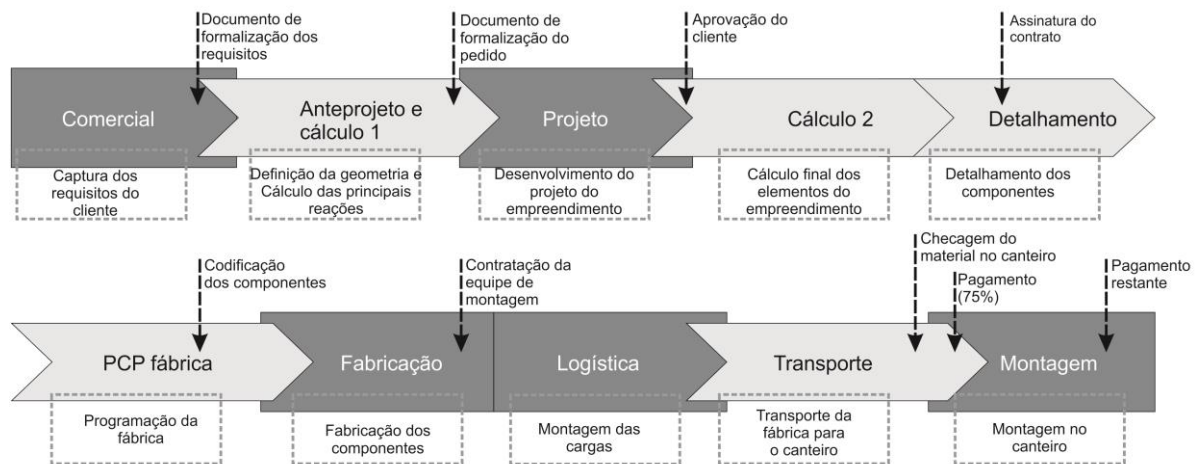 Documento de
formalização dos
requisitos
Documento de
formalização do
pedido
Aprovação do
cliente
Assinatura do
contrato
Comercial
Anteprojeto e
cálculo 1
Projeto
Cálculo 2
Detalhamento
Captura dos
requisitos do
cliente
Definição da geometria e
Cálculo das principais
reações
Desenvolvimento do
projeto do
empreendimento
Cálculo final dos
elementos do
empreendimento
Detalhamento dos
componentes
Codificação
dos componentes
Contratação da
equipe de
montagem
Checagem do
material no canteiro
Pagamento
(75%)
Pagamento
restante
PCP fábrica
Fabricação
Logística
Transporte
Montagem
Programação da
fábrica
Fabricação dos
componentes
Montagem das
cargas
Transporte da
fábrica para
o canteiro
Montagem no
canteiro